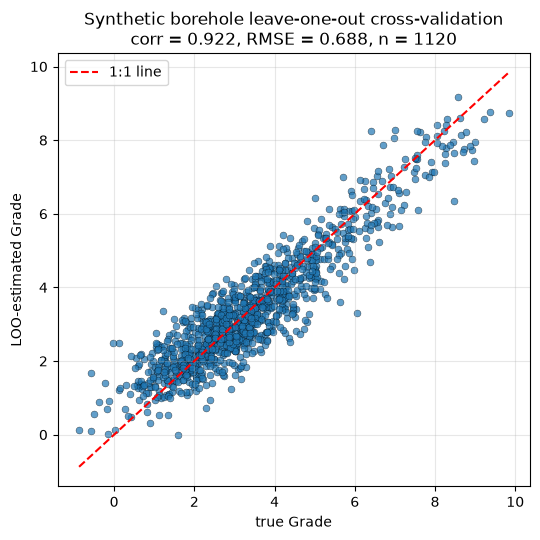 Synthetic borehole leave-one-out cross-validation
corr = 0.922, RMSE = 0.688, n = 1120
1:1 line
10
8
6
4
2
0
LOO-estimated Grade
0 2 4 6 8 10
true Grade